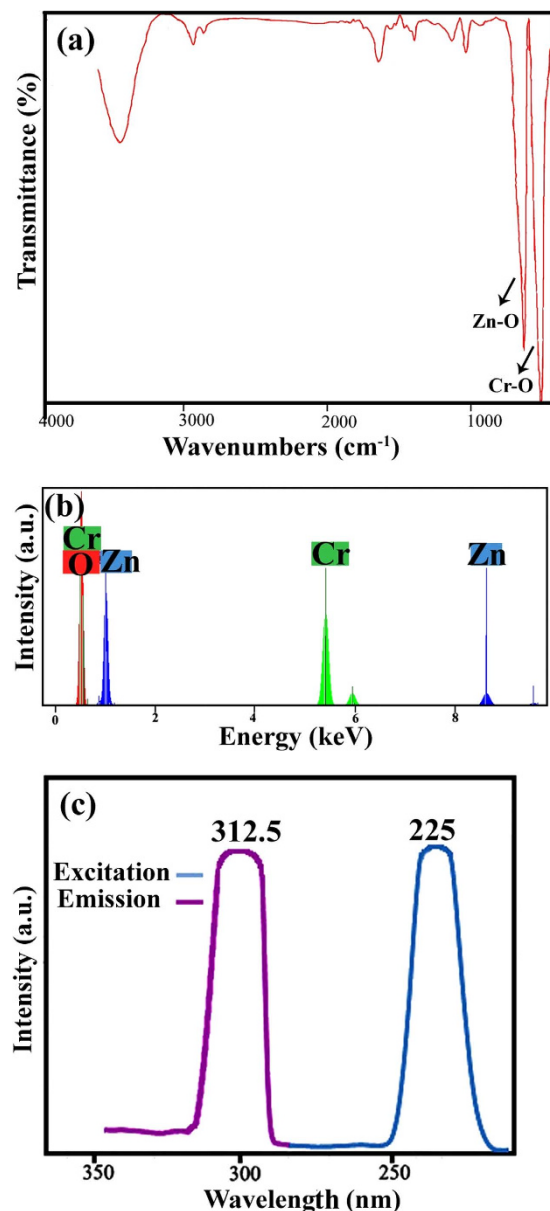 (a)
Transmittance (%)
Zn-O
Cr-O
4000 3000 2000 1000
Wavenumbers (cm-1)
(b)
Intensity (a.u.)
Cr
O Zn Cr Zn
0 2 4 6 8
Energy (keV)
(c)
312.5 225
Excitation
Emission
Intensity (a.u.)
350 300 250
Wavelength (nm)